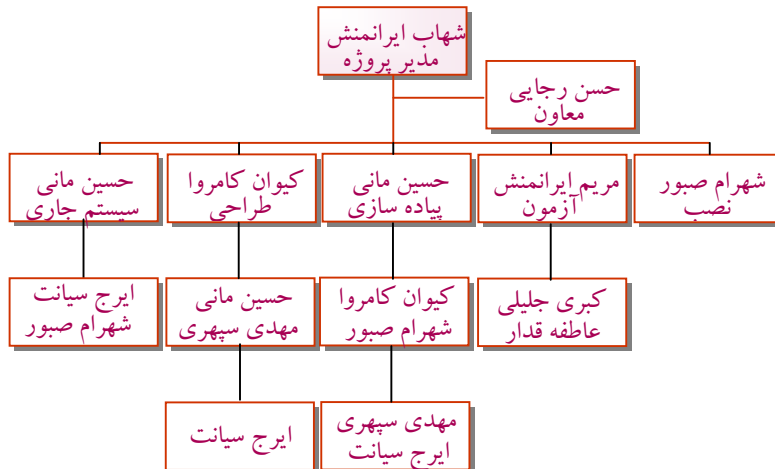 شهاب ایرانمنش
مدیر پروژه
حسن رجایی
معاون
شهرام صبور
نصب
مریم ایرانمنش
آزمون
حسین مانی
پیاده سازی
کیوان کامروا
طراحی
حسین مانی
سیستم جاری
کبری جلیلی
عاطفه قدار
کیوان کامروا
شهرام صبور
حسین مانی
مهدی سپهری
ایرج سیانت
شهرام صبور
مهدی سپهری
ایرج سیانت
ایرج سیانت